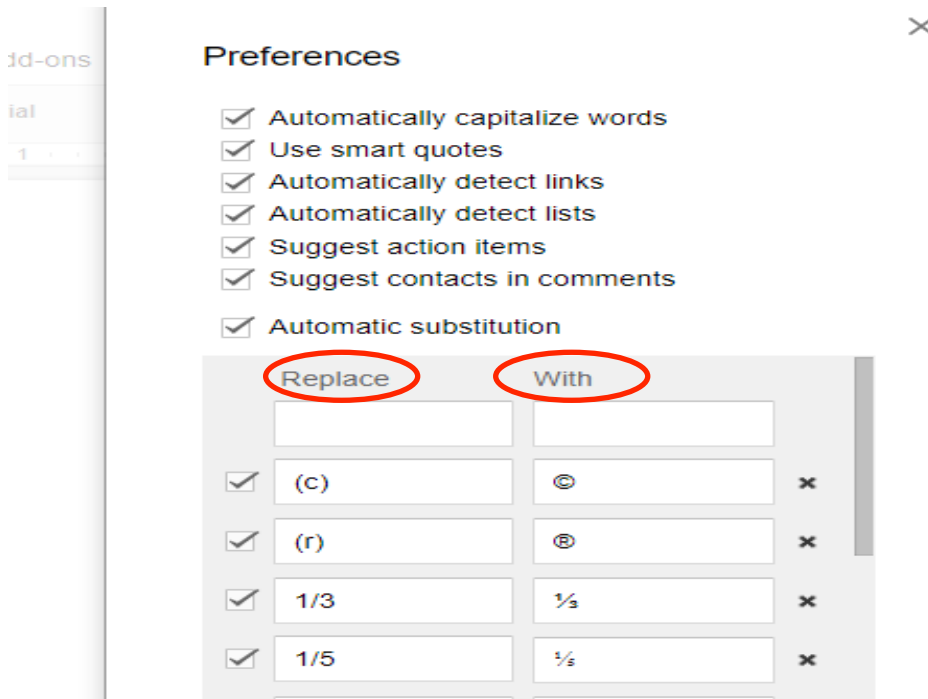 Preferences
dd-ons
ial
1
Automatically capitalize words
Use smart quotes
Automatically detect links
Automatically detect lists
Suggest action items
Suggest contacts in comments
Automatic substitution
Replace With
(c) ©
(r) ®
1/3 ⅓
1/5 ⅕